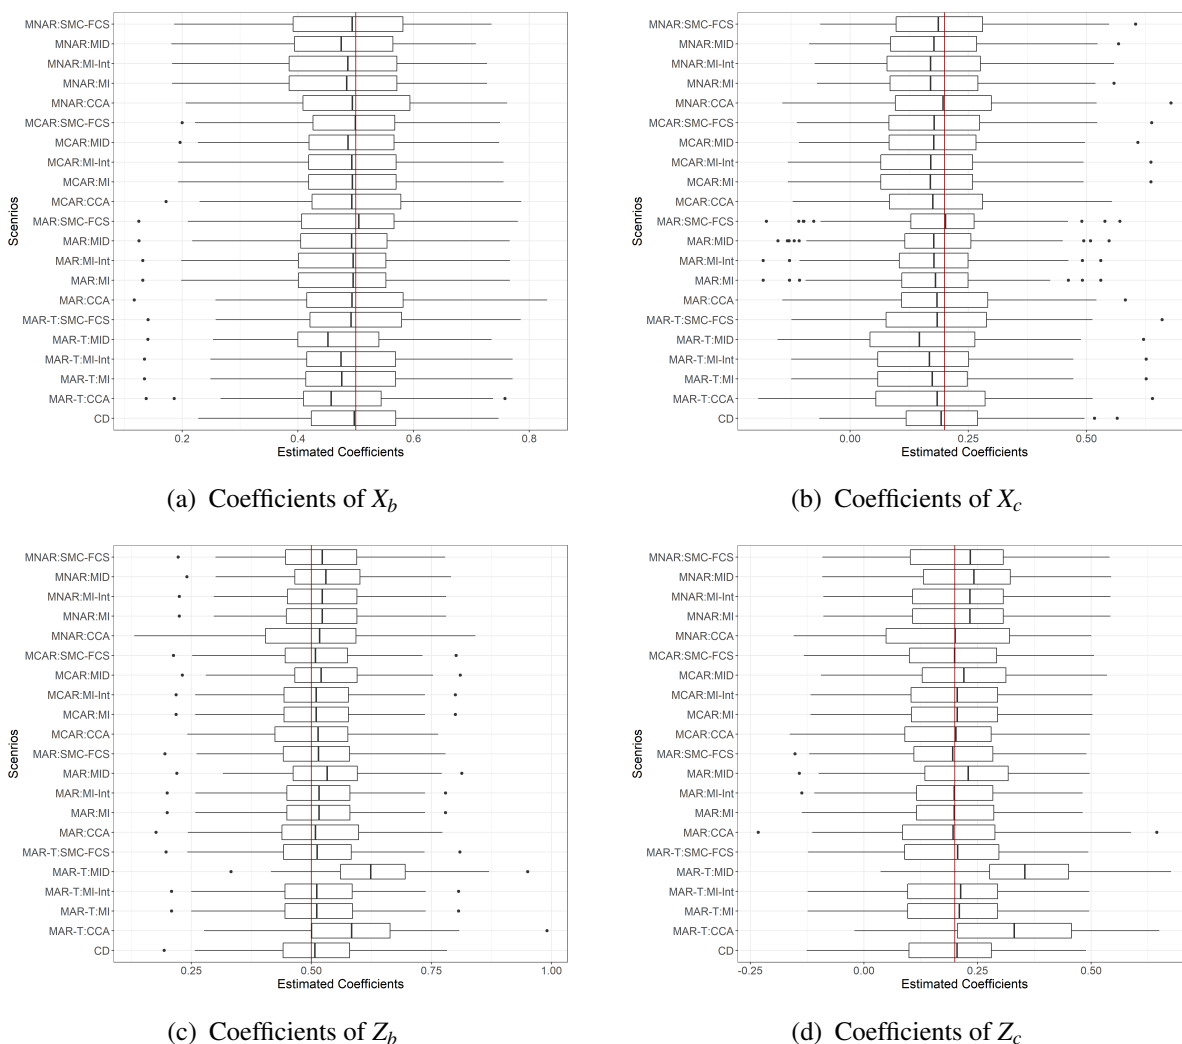 MNAR:SMC-FCS
MNAR:MID
MNAR:MI-Int
MNAR:MI
MNAR:CCA
MCAR:SMC-FCS
MCAR:MID
MCAR:MI-Int
MCAR:MI
MCAR:CCA
MAR:SMC-FCS
MAR:MID
MAR:MI-Int
MAR:MI
MAR:CCA
MAR-T:SMC-FCS
MAR-T:MID
MAR-T:MI-Int
MAR-T:MI
MAR-T:CCA
CD
Scenrios
0.2 0.4 0.6 0.8
Estimated Coefficients
(a) Coefficients of X_b
MNAR:SMC-FCS
MNAR:MID
MNAR:MI-Int
MNAR:MI
MNAR:CCA
MCAR:SMC-FCS
MCAR:MID
MCAR:MI-Int
MCAR:MI
MCAR:CCA
MAR:SMC-FCS
MAR:MID
MAR:MI-Int
MAR:MI
MAR:CCA
MAR-T:SMC-FCS
MAR-T:MID
MAR-T:MI-Int
MAR-T:MI
MAR-T:CCA
CD
Scenrios
0.00 0.25 0.50
Estimated Coefficients
(b) Coefficients of X_c
MNAR:SMC-FCS
MNAR:MID
MNAR:MI-Int
MNAR:MI
MNAR:CCA
MCAR:SMC-FCS
MCAR:MID
MCAR:MI-Int
MCAR:MI
MCAR:CCA
MAR:SMC-FCS
MAR:MID
MAR:MI-Int
MAR:MI
MAR:CCA
MAR-T:SMC-FCS
MAR-T:MID
MAR-T:MI-Int
MAR-T:MI
MAR-T:CCA
CD
Scenrios
0.25 0.50 0.75 1.00
Estimated Coefficients
(c) Coefficients of Z_b
MNAR:SMC-FCS
MNAR:MID
MNAR:MI-Int
MNAR:MI
MNAR:CCA
MCAR:SMC-FCS
MCAR:MID
MCAR:MI-Int
MCAR:MI
MCAR:CCA
MAR:SMC-FCS
MAR:MID
MAR:MI-Int
MAR:MI
MAR:CCA
MAR-T:SMC-FCS
MAR-T:MID
MAR-T:MI-Int
MAR-T:MI
MAR-T:CCA
CD
Scenrios
-0.25 0.00 0.25 0.50
Estimated Coefficients
(d) Coefficients of Z_c